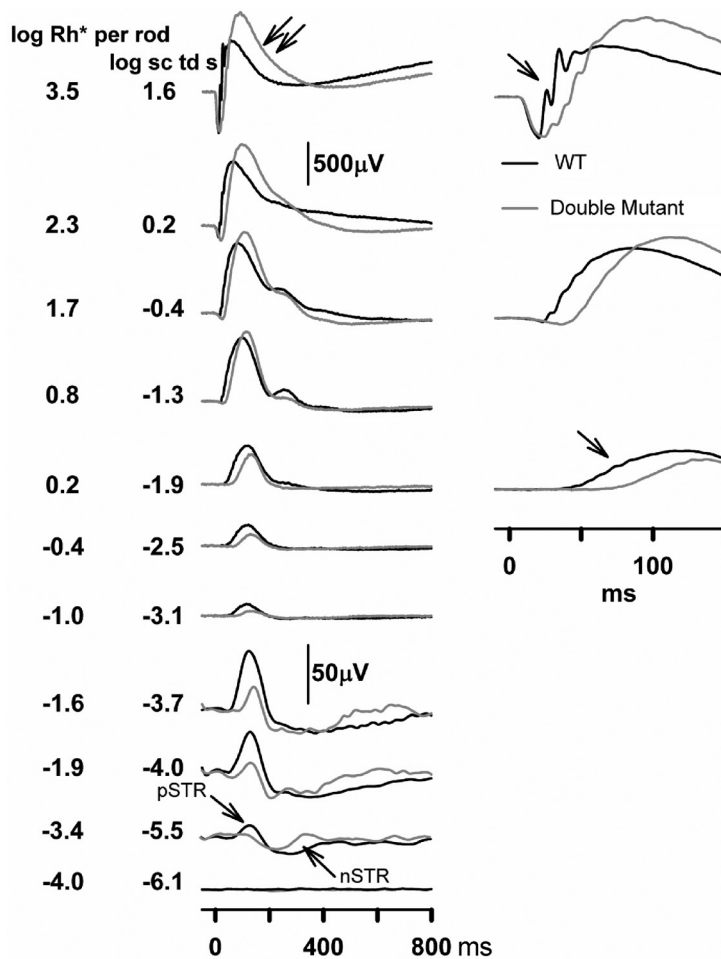 log Rh* per rod
log sc td s
3.5 1.6
500µV
WT
Double Mutant
2.3 0.2
1.7 -0.4
0.8 -1.3
0.2 -1.9
-0.4 -2.5
0 100
ms
-1.0 -3.1
50µV
-1.6 -3.7
-1.9 -4.0
pSTR
-3.4 -5.5
nSTR
-4.0 -6.1
0 400 800 ms